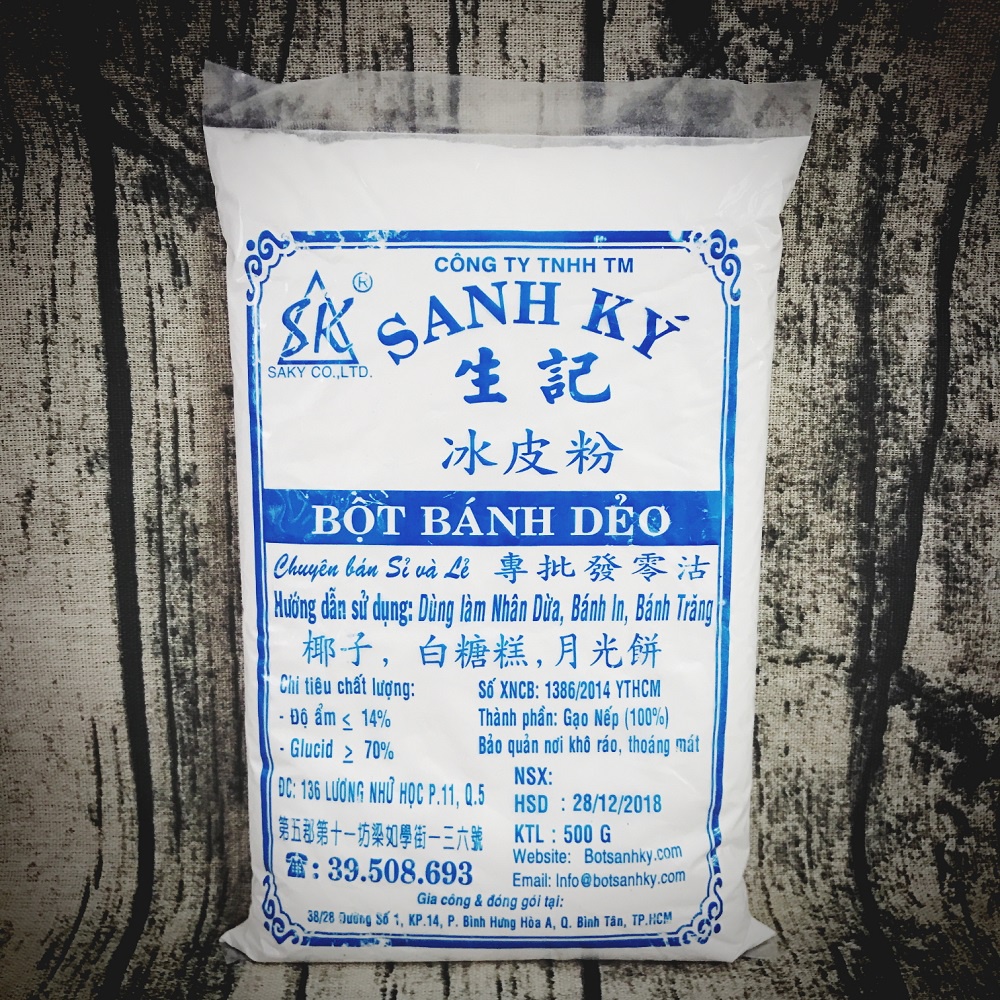 CÔNG TY TNHH TM
SK ®
SANH KÝ
SAKY CO.,LTD.
生記
冰皮粉
BỘT BÁNH DẺO
Chuyên bán Sỉ và Lẻ 專批發零沽
Hướng dẫn sử dụng: Dùng làm Nhân Dừa, Bánh In, Bánh Trăng
椰子, 白糖糕, 月光餅
Chỉ tiêu chất lượng:
- Độ ẩm ≤ 14%
- Glucid ≥ 70%
Số XNCB: 1386/2014 YTHCM
Thành phần: Gạo Nếp (100%)
Bảo quản nơi khô ráo, thoáng mát
ĐC: 136 LƯƠNG NHỮ HỌC P.11, Q.5
第五郡第十一坊梁如學街一三六號
☎: 39.508.693
NSX:
HSD : 28/12/2018
KTL : 500 G
Website: Botsanhky.com
Email: Info@botsanhky.com
Gia công & đóng gói tại:
38/28 Đường Số 1, KP.14, P. Bình Hưng Hòa A, Q. Bình Tân, TP.HCM